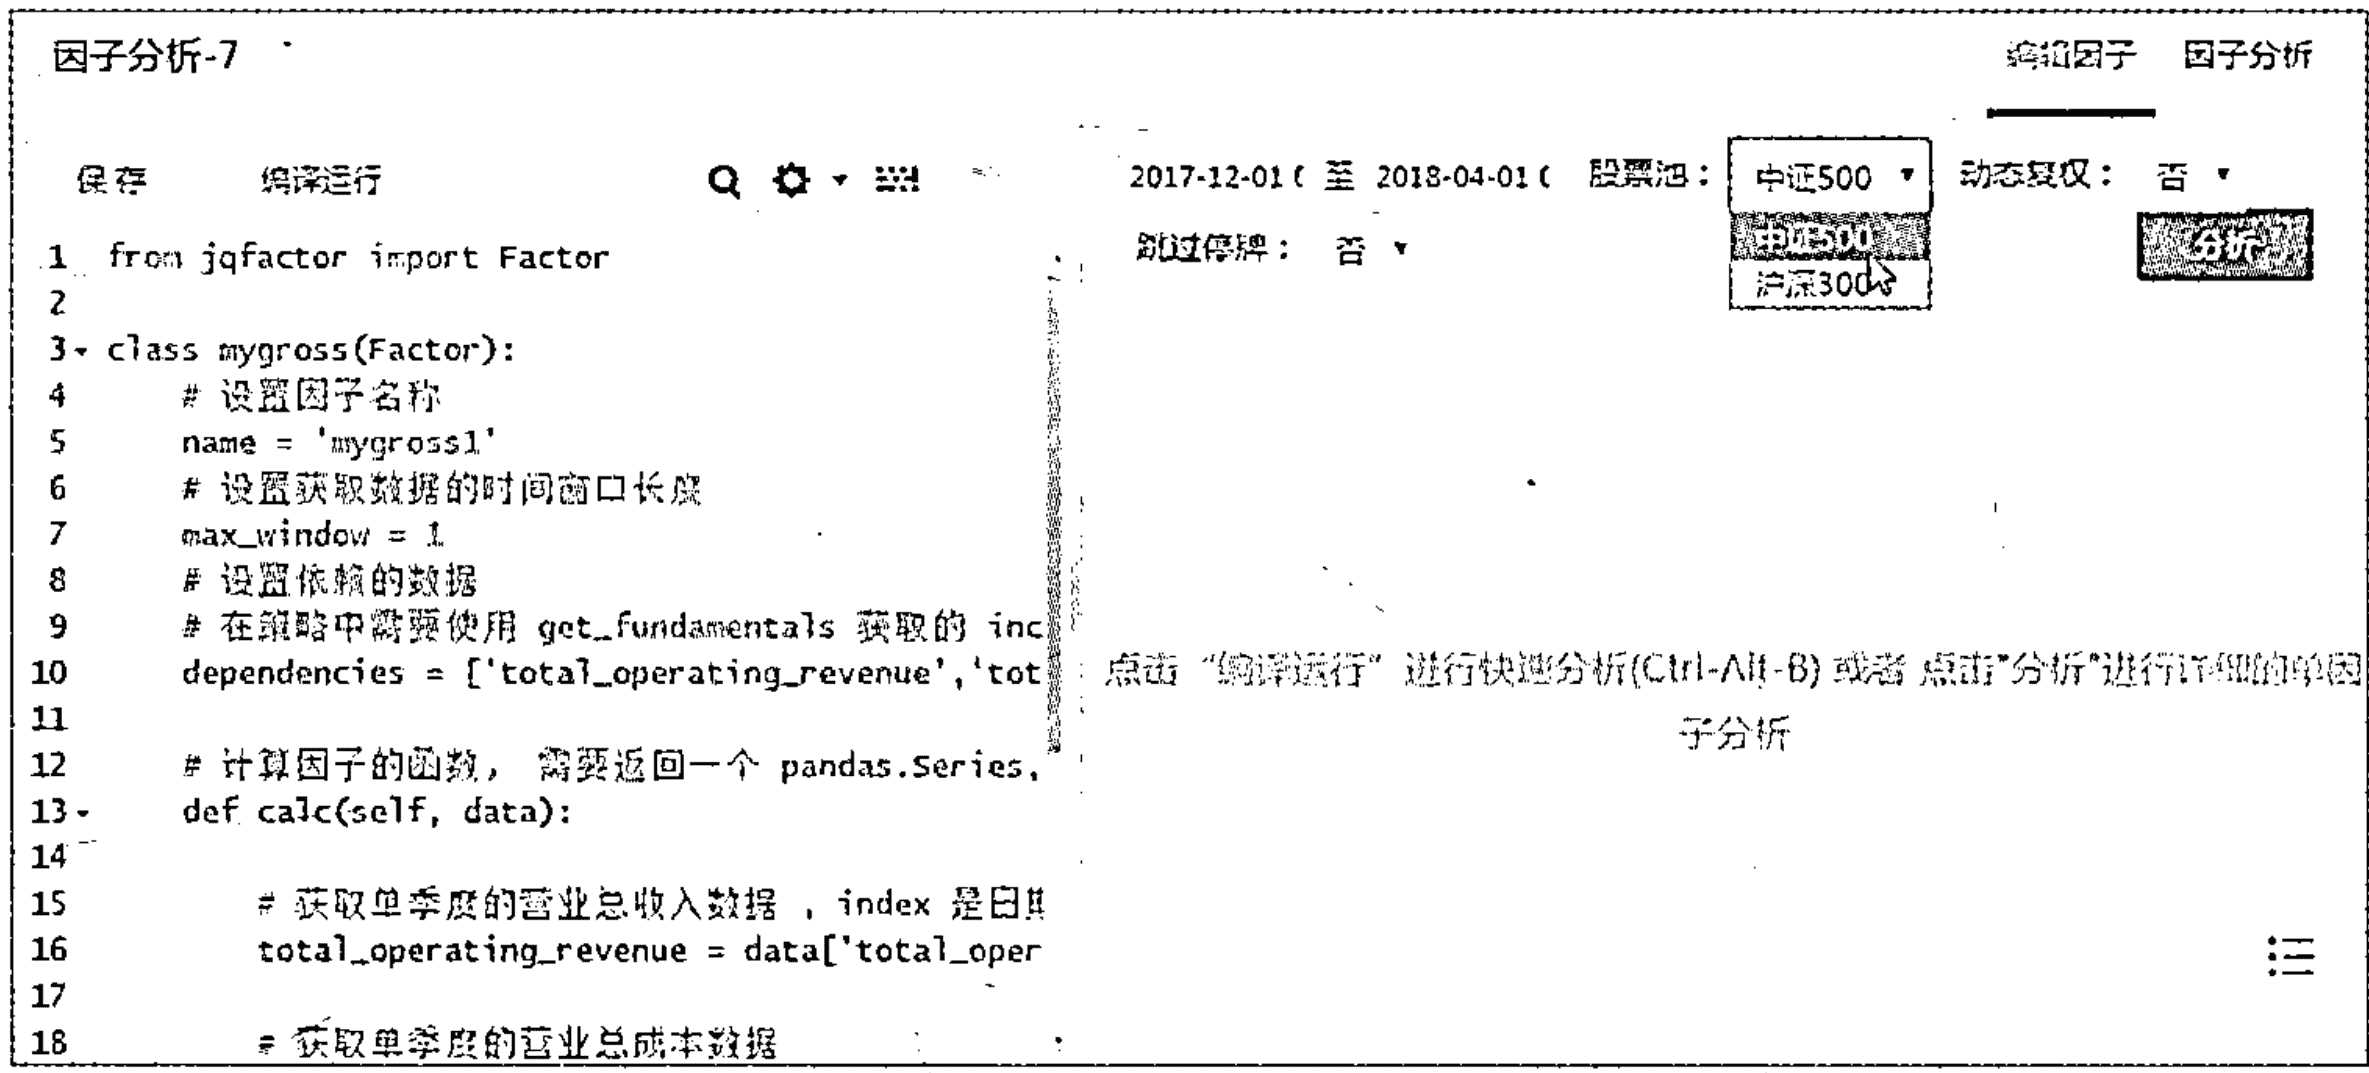 因子分析-7
编辑因子 因子分析
保存 编译运行
2017-12-01 ( 至 2018-04-01 ( 股票池： 中证500 ▼ 动态复权： 否 ▼
中证500
沪深300
跳过停牌： 否 ▼
分析
1 from jqfactor import Factor
2
3 class mygross(Factor):
4 # 设置因子名称
5 name = 'mygross1'
6 # 设置获取数据的时间窗口长度
7 max_window = 1
8 # 设置依赖的数据
9 # 在策略中需要使用 get_fundamentals 获取的 inc
10 dependencies = ['total_operating_revenue','tot
11
12 # 计算因子的函数， 需要返回一个 pandas.Series,
13 def calc(self, data):
14
15 # 获取单季度的营业总收入数据 , index 是日期
16 total_operating_revenue = data['total_oper
17
18 # 获取单季度的营业总成本数据
点击 “编译运行” 进行快速分析(Ctrl-Alt-B) 或者 点击"分析"进行详细的单因
子分析